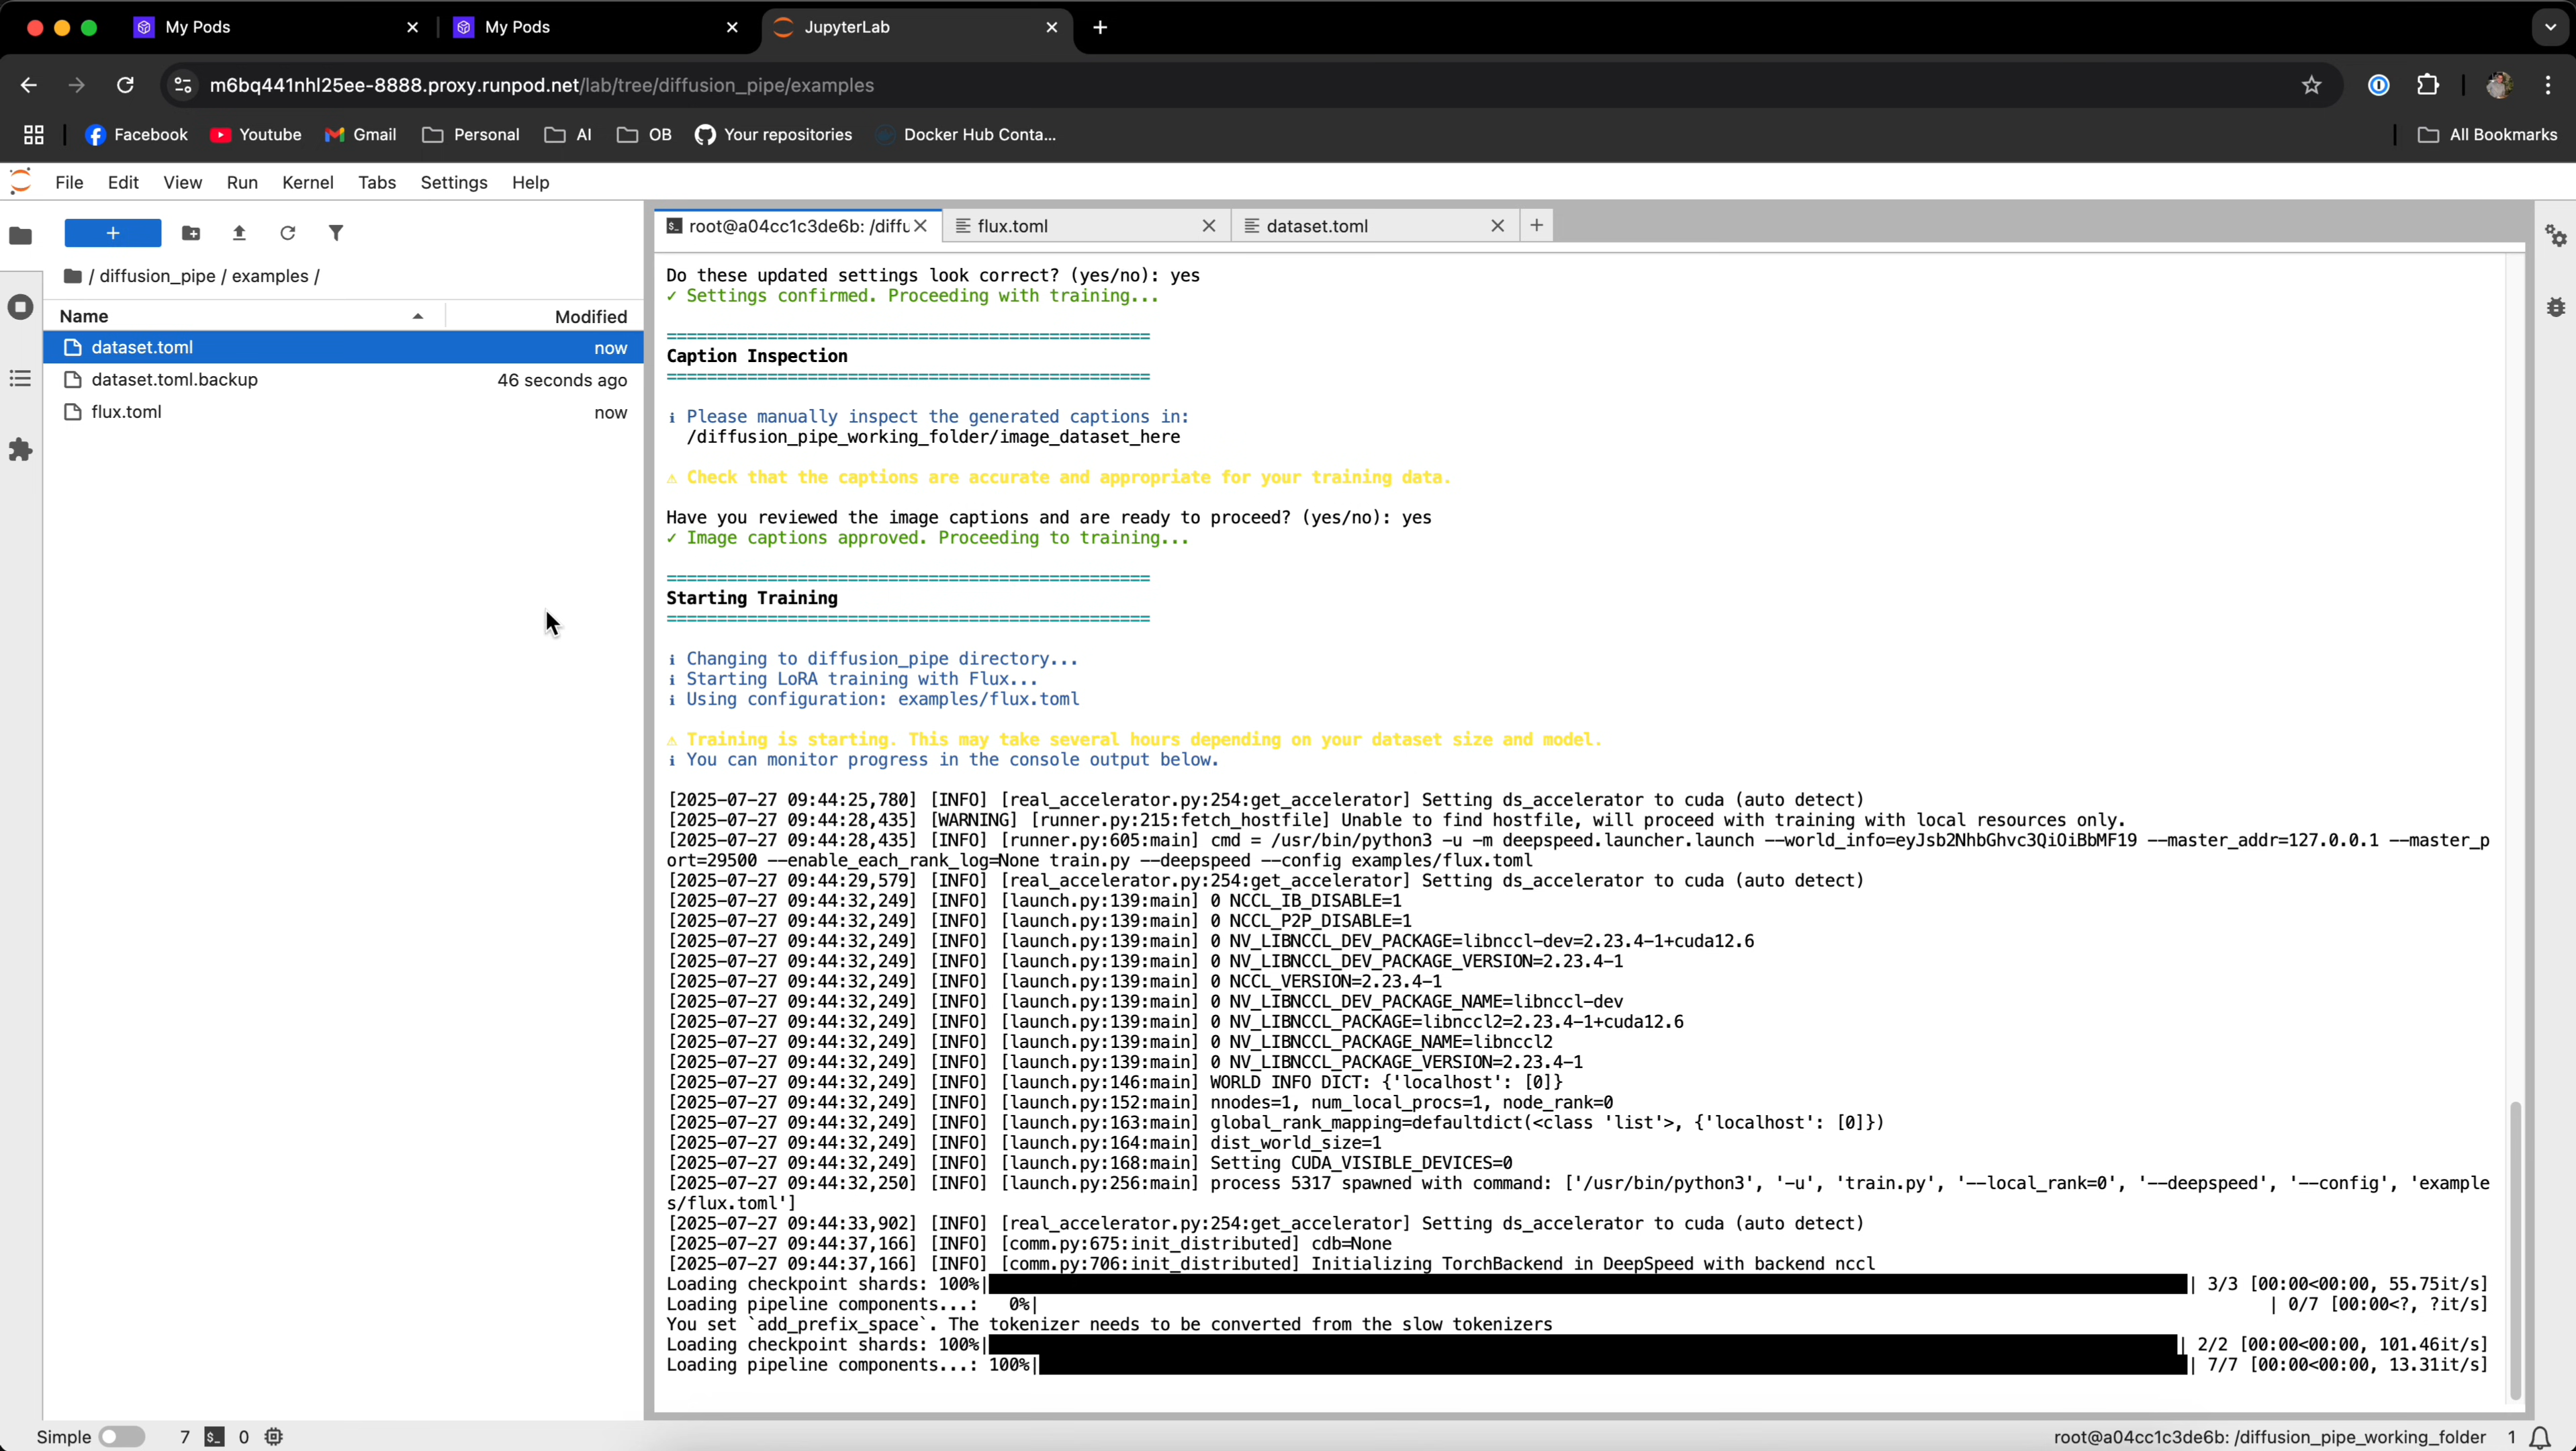 My Pods
My Pods
JupyterLab
m6bq441nhl25ee-8888.proxy.runpod.net/lab/tree/diffusion_pipe/examples
Facebook
Youtube
Gmail
Personal
AI
OB
Your repositories
Docker Hub Conta...
All Bookmarks
File Edit View Run Kernel Tabs Settings Help
root@a04cc1c3de6b: /diffu
flux.toml
dataset.toml
/ diffusion_pipe / examples /
Name Modified
dataset.toml now
dataset.toml.backup 46 seconds ago
flux.toml now
Do these updated settings look correct? (yes/no): yes
✓ Settings confirmed. Proceeding with training...
================================================
Caption Inspection
================================================
ℹ Please manually inspect the generated captions in:
/diffusion_pipe_working_folder/image_dataset_here
⚠ Check that the captions are accurate and appropriate for your training data.
Have you reviewed the image captions and are ready to proceed? (yes/no): yes
✓ Image captions approved. Proceeding to training...
================================================
Starting Training
================================================
ℹ Changing to diffusion_pipe directory...
ℹ Starting LoRA training with Flux...
ℹ Using configuration: examples/flux.toml
⚠ Training is starting. This may take several hours depending on your dataset size and model.
ℹ You can monitor progress in the console output below.
[2025-07-27 09:44:25,780] [INFO] [real_accelerator.py:254:get_accelerator] Setting ds_accelerator to cuda (auto detect)
[2025-07-27 09:44:28,435] [WARNING] [runner.py:215:fetch_hostfile] Unable to find hostfile, will proceed with training with local resources only.
[2025-07-27 09:44:28,435] [INFO] [runner.py:605:main] cmd = /usr/bin/python3 -u -m deepspeed.launcher.launch --world_info=eyJsb2NhbGhvc3QiOiBbMF19 --master_addr=127.0.0.1 --master_p
ort=29500 --enable_each_rank_log=None train.py --deepspeed --config examples/flux.toml
[2025-07-27 09:44:29,579] [INFO] [real_accelerator.py:254:get_accelerator] Setting ds_accelerator to cuda (auto detect)
[2025-07-27 09:44:32,249] [INFO] [launch.py:139:main] 0 NCCL_IB_DISABLE=1
[2025-07-27 09:44:32,249] [INFO] [launch.py:139:main] 0 NCCL_P2P_DISABLE=1
[2025-07-27 09:44:32,249] [INFO] [launch.py:139:main] 0 NV_LIBNCCL_DEV_PACKAGE=libnccl-dev=2.23.4-1+cuda12.6
[2025-07-27 09:44:32,249] [INFO] [launch.py:139:main] 0 NV_LIBNCCL_DEV_PACKAGE_VERSION=2.23.4-1
[2025-07-27 09:44:32,249] [INFO] [launch.py:139:main] 0 NCCL_VERSION=2.23.4-1
[2025-07-27 09:44:32,249] [INFO] [launch.py:139:main] 0 NV_LIBNCCL_DEV_PACKAGE_NAME=libnccl-dev
[2025-07-27 09:44:32,249] [INFO] [launch.py:139:main] 0 NV_LIBNCCL_PACKAGE=libnccl2=2.23.4-1+cuda12.6
[2025-07-27 09:44:32,249] [INFO] [launch.py:139:main] 0 NV_LIBNCCL_PACKAGE_NAME=libnccl2
[2025-07-27 09:44:32,249] [INFO] [launch.py:139:main] 0 NV_LIBNCCL_PACKAGE_VERSION=2.23.4-1
[2025-07-27 09:44:32,249] [INFO] [launch.py:146:main] WORLD INFO DICT: {'localhost': [0]}
[2025-07-27 09:44:32,249] [INFO] [launch.py:152:main] nnodes=1, num_local_procs=1, node_rank=0
[2025-07-27 09:44:32,249] [INFO] [launch.py:163:main] global_rank_mapping=defaultdict(<class 'list'>, {'localhost': [0]})
[2025-07-27 09:44:32,249] [INFO] [launch.py:164:main] dist_world_size=1
[2025-07-27 09:44:32,249] [INFO] [launch.py:168:main] Setting CUDA_VISIBLE_DEVICES=0
[2025-07-27 09:44:32,250] [INFO] [launch.py:256:main] process 5317 spawned with command: ['/usr/bin/python3', '-u', 'train.py', '--local_rank=0', '--deepspeed', '--config', 'example
s/flux.toml']
[2025-07-27 09:44:33,902] [INFO] [real_accelerator.py:254:get_accelerator] Setting ds_accelerator to cuda (auto detect)
[2025-07-27 09:44:37,166] [INFO] [comm.py:675:init_distributed] cdb=None
[2025-07-27 09:44:37,166] [INFO] [comm.py:706:init_distributed] Initializing TorchBackend in DeepSpeed with backend nccl
Loading checkpoint shards: 100%| | 3/3 [00:00<00:00, 55.75it/s]
Loading pipeline components...: 0%| | 0/7 [00:00<?, ?it/s]
You set `add_prefix_space`. The tokenizer needs to be converted from the slow tokenizers
Loading checkpoint shards: 100%| | 2/2 [00:00<00:00, 101.46it/s]
Loading pipeline components...: 100%| | 7/7 [00:00<00:00, 13.31it/s]
Simple 7 0 root@a04cc1c3de6b: /diffusion_pipe_working_folder 1